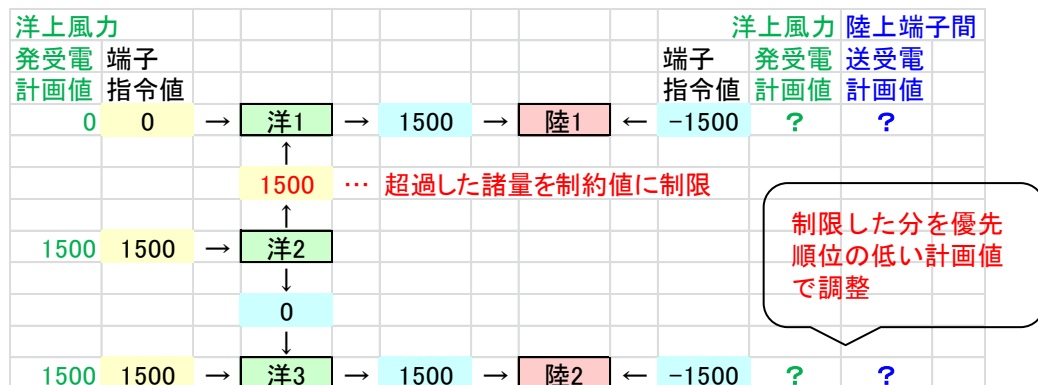 洋上風力 洋上風力 陸上端子間
発受電 端子 端子 発受電 送受電
計画値 指令値 指令値 計画値 計画値
0 0 → 洋1 → 1500 → 陸1 ← -1500 ? ?
↑
1500 … 超過した諸量を制約値に制限
↑
1500 1500 → 洋2
↓
0
↓
1500 1500 → 洋3 → 1500 → 陸2 ← -1500 ? ?
制限した分を優先
順位の低い計画値
で調整